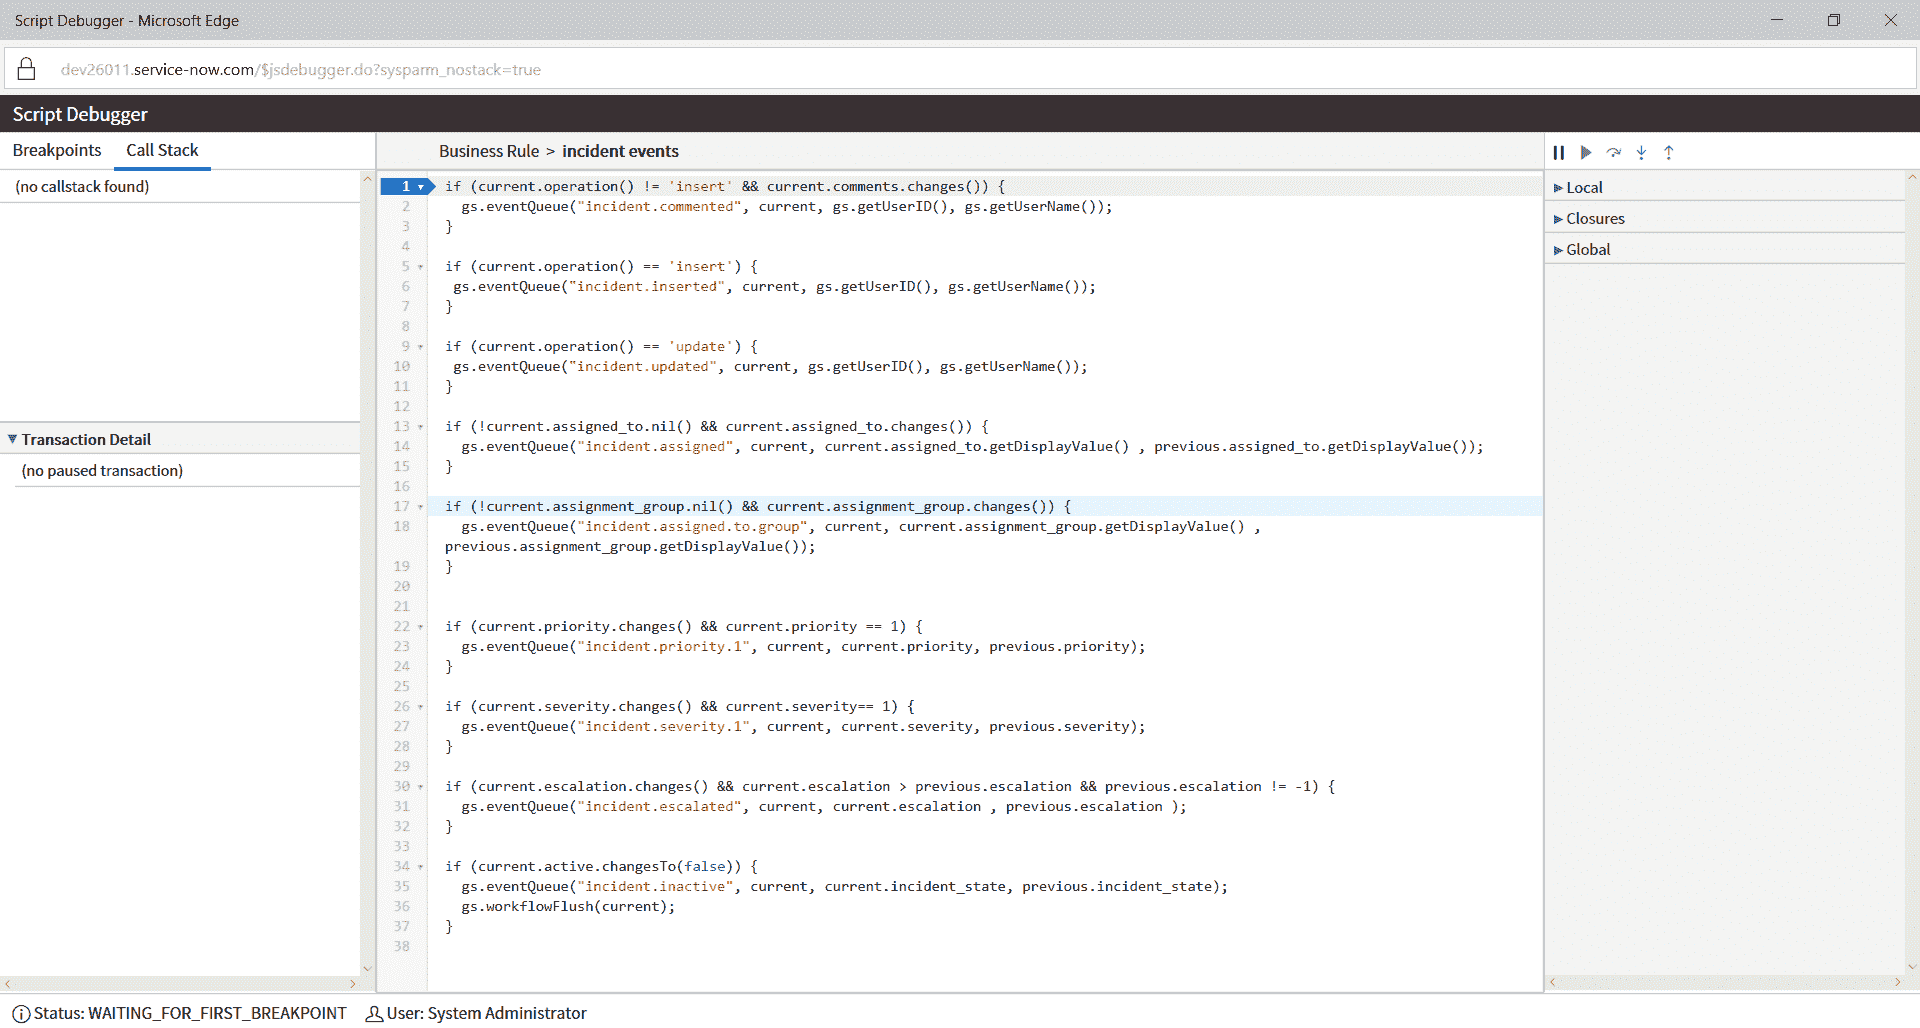 Script Debugger - Microsoft Edge
dev26011.service-now.com/$jsdebugger.do?sysparm_nostack=true
Script Debugger
Breakpoints Call Stack
(no callstack found)
Transaction Detail
(no paused transaction)
Business Rule > incident events
1 if (current.operation() != 'insert' && current.comments.changes()) {
2 gs.eventQueue("incident.commented", current, gs.getUserID(), gs.getUserName());
3 }
4
5 if (current.operation() == 'insert') {
6 gs.eventQueue("incident.inserted", current, gs.getUserID(), gs.getUserName());
7 }
8
9 if (current.operation() == 'update') {
10 gs.eventQueue("incident.updated", current, gs.getUserID(), gs.getUserName());
11 }
12
13 if (!current.assigned_to.nil() && current.assigned_to.changes()) {
14 gs.eventQueue("incident.assigned", current, current.assigned_to.getDisplayValue() , previous.assigned_to.getDisplayValue());
15 }
16
17 if (!current.assignment_group.nil() && current.assignment_group.changes()) {
18 gs.eventQueue("incident.assigned.to.group", current, current.assignment_group.getDisplayValue() ,
previous.assignment_group.getDisplayValue());
19 }
20
21
22 if (current.priority.changes() && current.priority == 1) {
23 gs.eventQueue("incident.priority.1", current, current.priority, previous.priority);
24 }
25
26 if (current.severity.changes() && current.severity== 1) {
27 gs.eventQueue("incident.severity.1", current, current.severity, previous.severity);
28 }
29
30 if (current.escalation.changes() && current.escalation > previous.escalation && previous.escalation != -1) {
31 gs.eventQueue("incident.escalated", current, current.escalation , previous.escalation );
32 }
33
34 if (current.active.changesTo(false)) {
35 gs.eventQueue("incident.inactive", current, current.incident_state, previous.incident_state);
36 gs.workflowFlush(current);
37 }
38
Local
Closures
Global
Status: WAITING_FOR_FIRST_BREAKPOINT User: System Administrator